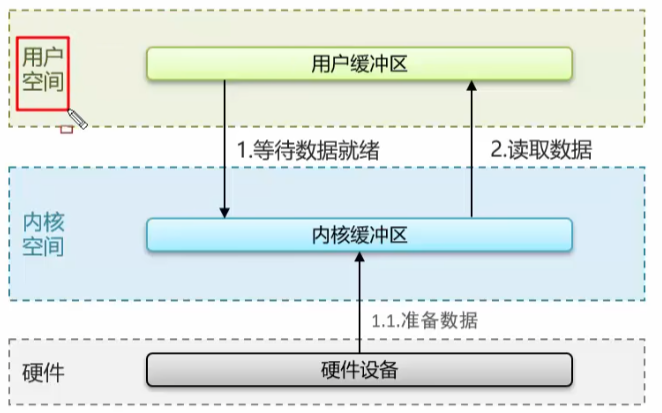 用户
空间
用户缓冲区
1.等待数据就绪
2.读取数据
内核
空间
内核缓冲区
1.1.准备数据
硬件
硬件设备